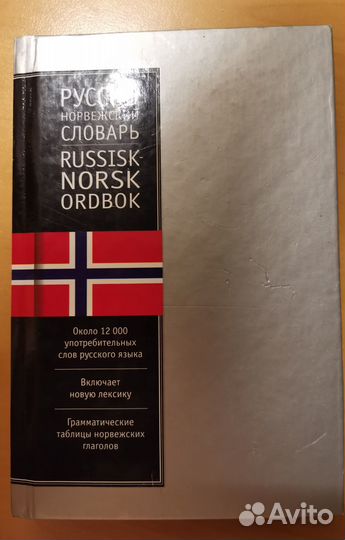 РУССКО-
НОРВЕЖСКИЙ
СЛОВАРЬ
RUSSISK-
NORSK
ORDBOK
Около 12 000
употребительных
слов русского языка
Включает
новую лексику
Грамматические
таблицы норвежских
глаголов
Avito